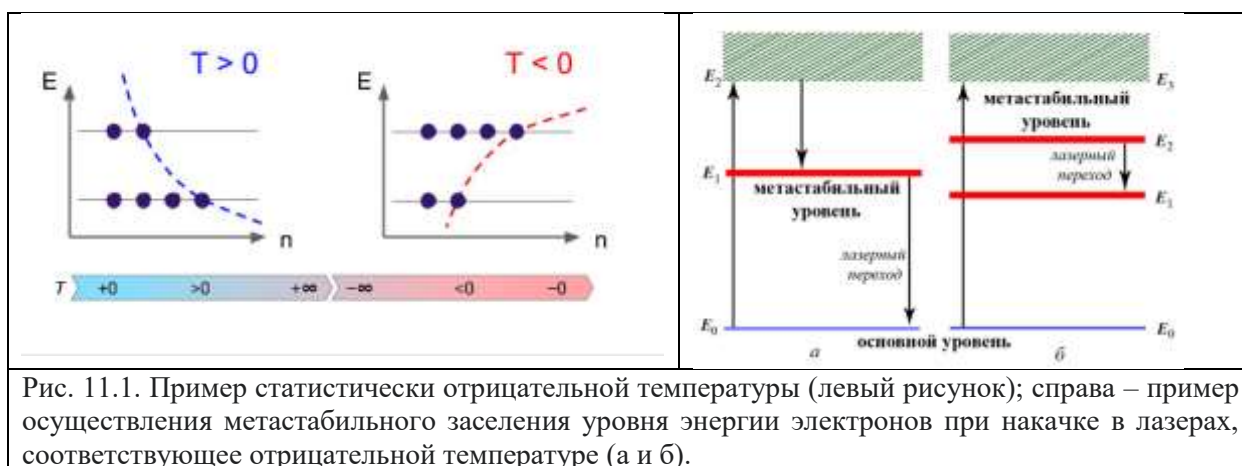 T > 0
T < 0
E
E
n
n
T +0 >0 +∞ −∞ <0 −0
E₂
E₃
метастабильный
уровень
E₂
лазерный
переход
E₁
E₁
метастабильный
уровень
лазерный
переход
E₀
E₀
основной уровень
а
б
Рис. 11.1. Пример статистически отрицательной температуры (левый рисунок); справа – пример
осуществления метастабильного заселения уровня энергии электронов при накачке в лазерах,
соответствующее отрицательной температуре (а и б).